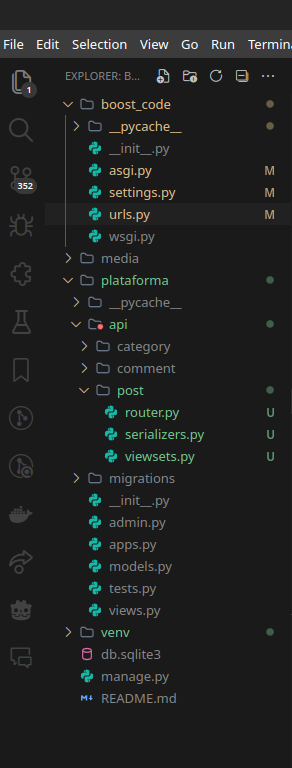 File Edit Selection View Go Run Termin
EXPLORER: B...
1
352
boost_code
__pycache__
__init__.py
asgi.py M
settings.py M
urls.py M
wsgi.py
media
plataforma
__pycache__
api
category
comment
post
router.py U
serializers.py U
viewsets.py U
migrations
__init__.py
admin.py
apps.py
models.py
tests.py
views.py
venv
db.sqlite3
manage.py
README.md